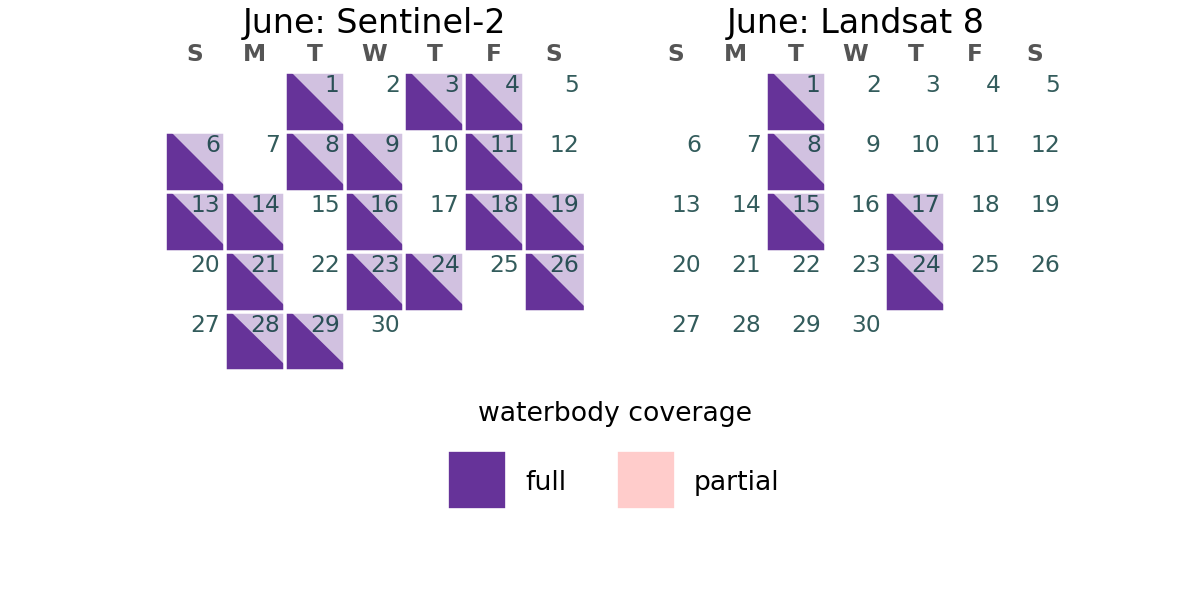 June: Sentinel-2
S M T W T F S
1 2 3 4 5
6 7 8 9 10 11 12
13 14 15 16 17 18 19
20 21 22 23 24 25 26
27 28 29 30
June: Landsat 8
S M T W T F S
1 2 3 4 5
6 7 8 9 10 11 12
13 14 15 16 17 18 19
20 21 22 23 24 25 26
27 28 29 30
waterbody coverage
full partial